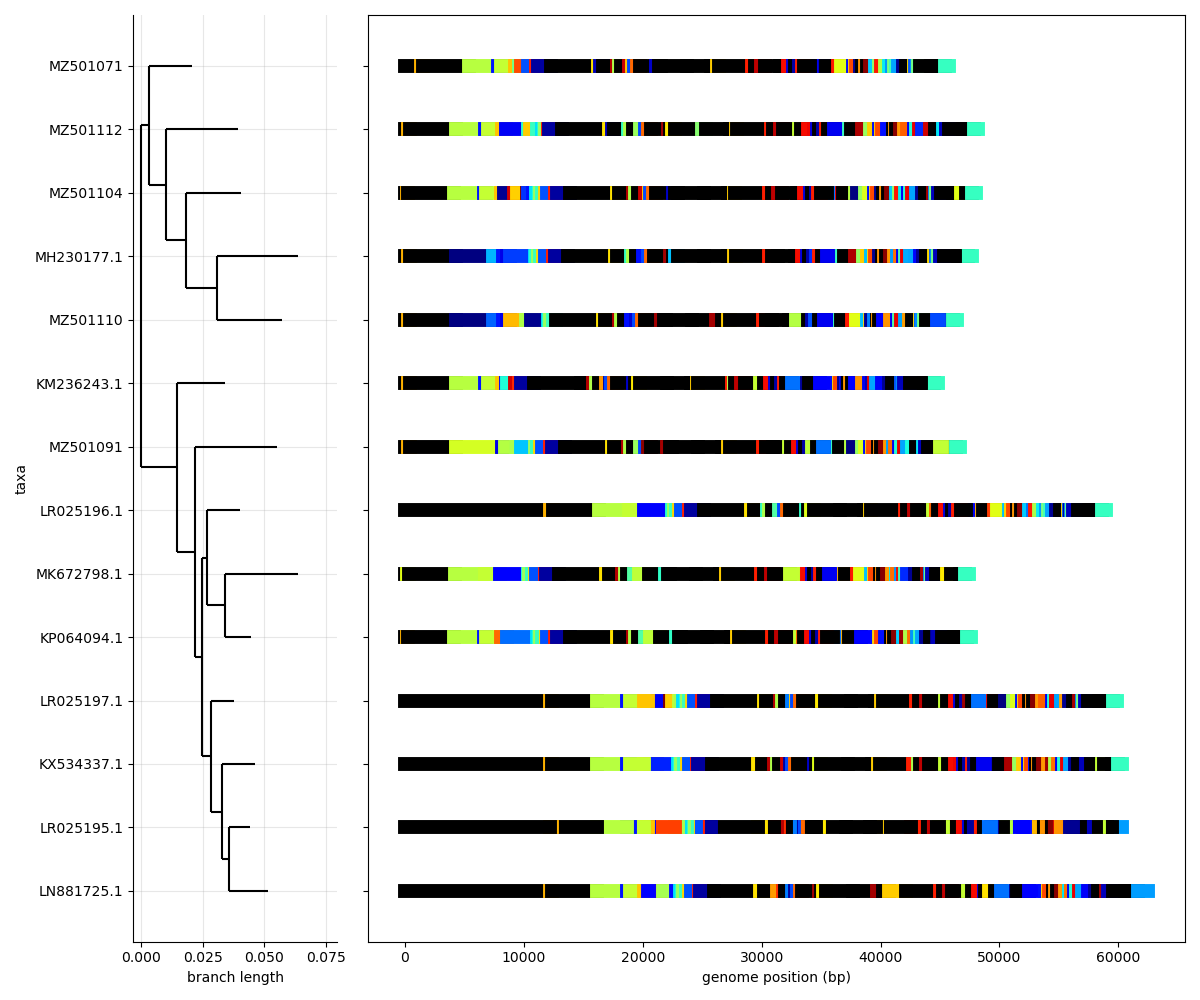 MZ501071
MZ501112
MZ501104
MH230177.1
MZ501110
KM236243.1
MZ501091
taxa
LR025196.1
MK672798.1
KP064094.1
LR025197.1
KX534337.1
LR025195.1
LN881725.1
0.000 0.025 0.050 0.075
0 10000 20000 30000 40000 50000 60000
branch length
genome position (bp)